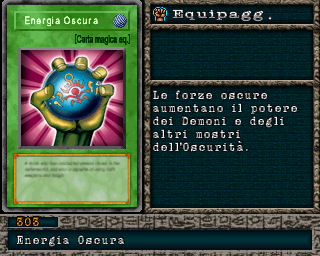 Energia Oscura
[Carta magica eq.]
Equipagg.
Le forze oscure
aumentano il potere
dei Demoni e degli
altri mostri
dell'Oscurità.
303
Energia Oscura